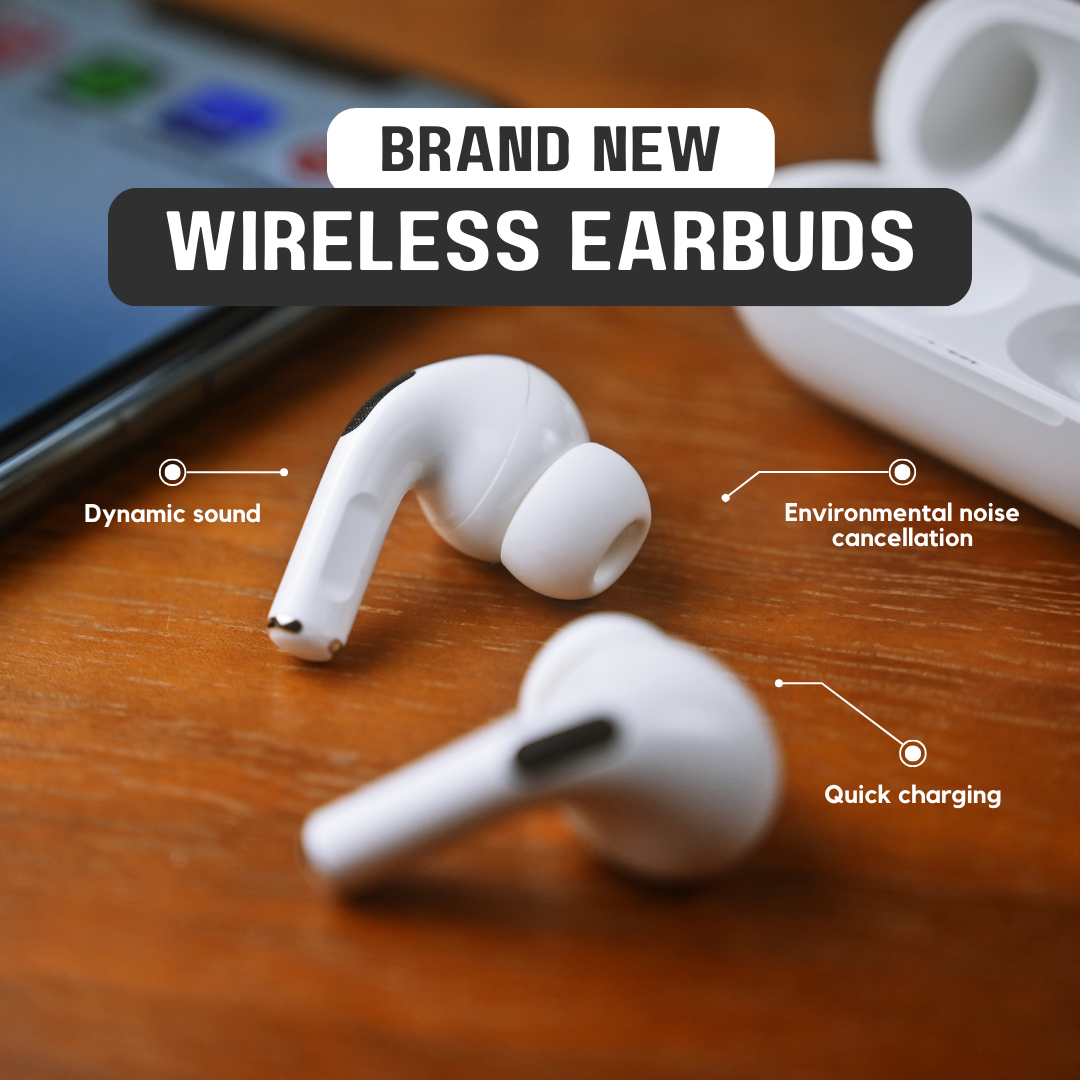 BRAND NEW
WIRELESS EARBUDS
Dynamic sound
Environmental noise
cancellation
Quick charging